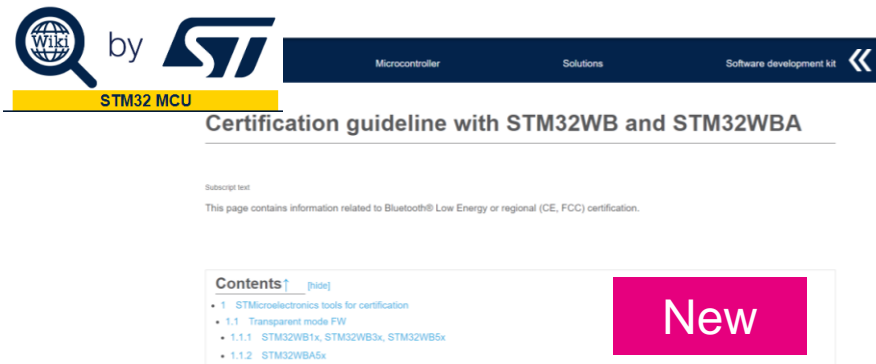 Wiki
by
ST
STM32 MCU
Microcontroller Solutions Software development kit
Certification guideline with STM32WB and STM32WBA
Subscript text
This page contains information related to Bluetooth® Low Energy or regional (CE, FCC) certification.
Contents↑ [hide]
• 1 STMicroelectronics tools for certification
• 1.1 Transparent mode FW
• 1.1.1 STM32WB1x, STM32WB3x, STM32WB5x
• 1.1.2 STM32WBA5x
New